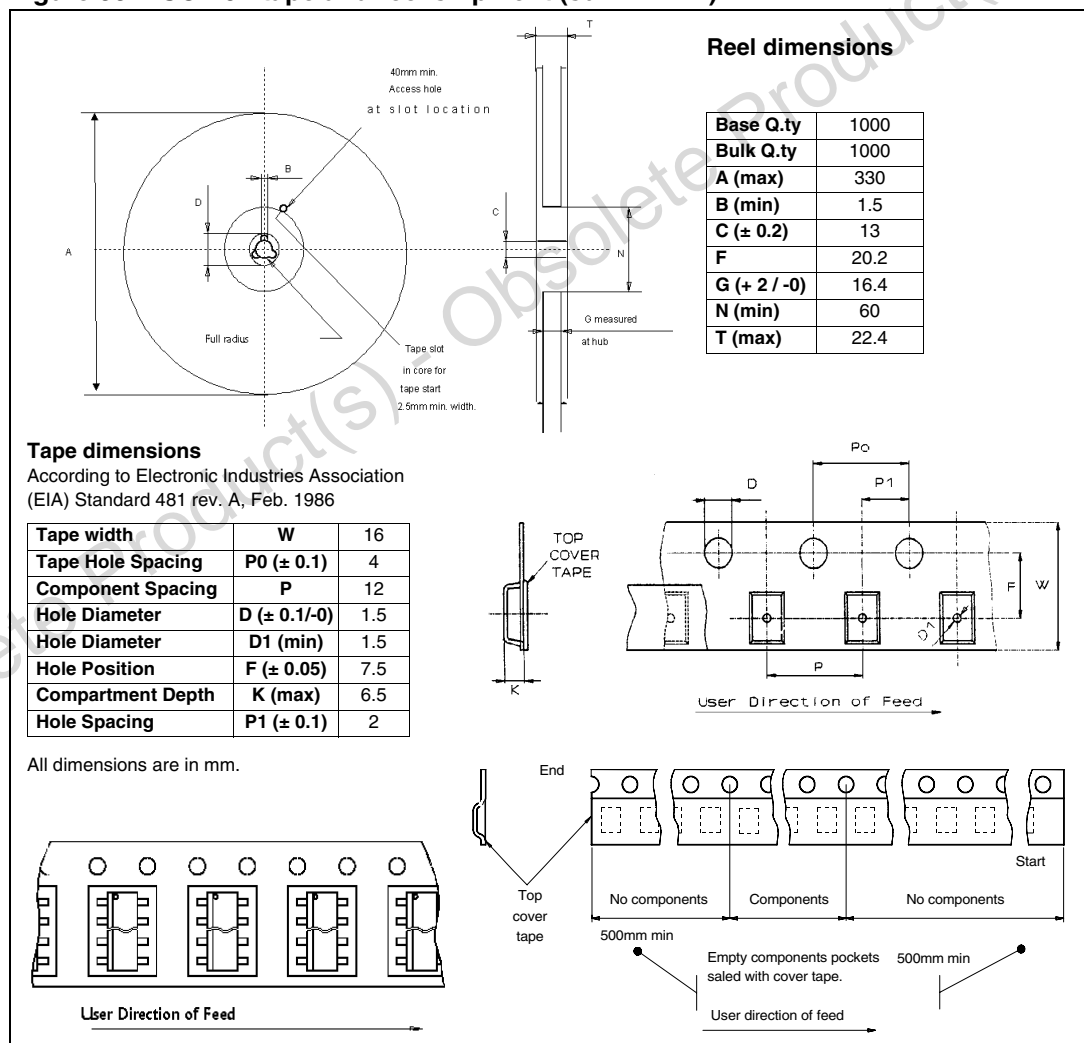 40mm min.
Access hole
at slot location
T
B
D
C
A
N
Full radius
G measured
at hub
Tape slot
in core for
tape start
2.5mm min. width.
Reel dimensions
Base Q.ty 1000
Bulk Q.ty 1000
A (max) 330
B (min) 1.5
C (± 0.2) 13
F 20.2
G (+ 2 / -0) 16.4
N (min) 60
T (max) 22.4
Tape dimensions
According to Electronic Industries Association
(EIA) Standard 481 rev. A, Feb. 1986
Tape width W 16
Tape Hole Spacing P0 (± 0.1) 4
Component Spacing P 12
Hole Diameter D (± 0.1/-0) 1.5
Hole Diameter D1 (min) 1.5
Hole Position F (± 0.05) 7.5
Compartment Depth K (max) 6.5
Hole Spacing P1 (± 0.1) 2
All dimensions are in mm.
Po
D
P1
TOP
COVER
TAPE
F
W
D1
K
P
User Direction of Feed
End
Start
Top
cover
tape
No components
Components
No components
500mm min
Empty components pockets
saled with cover tape.
500mm min
User direction of feed
User Direction of Feed
Product(s) - Obsolete Product(